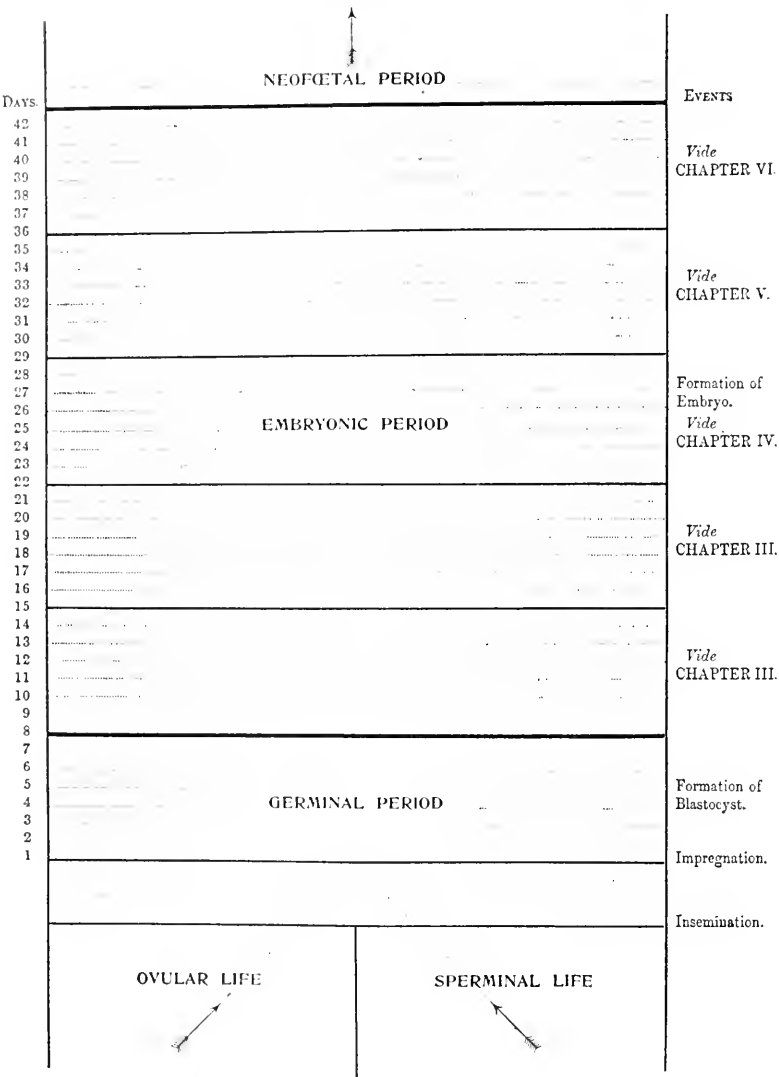 NEOFŒTAL PERIOD
DAYS.
EVENTS
42
41
40
39
38
37
36
35
34
33
32
31
30
29
28
27
26
25
24
23
22
21
20
19
18
17
16
15
14
13
12
11
10
9
8
7
6
5
4
3
2
1
Vide
CHAPTER VI.
Vide
CHAPTER V.
Formation of
Embryo.
Vide
CHAPTER IV.
EMBRYONIC PERIOD
Vide
CHAPTER III.
Vide
CHAPTER III.
GERMINAL PERIOD
Formation of
Blastocyst.
Impregnation.
Insemination.
OVULAR LIFE
SPERMINAL LIFE